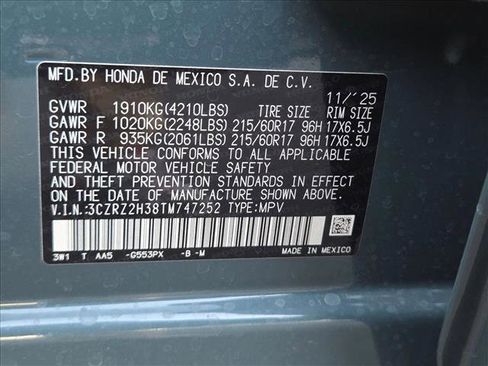 MFD.BY HONDA DE MEXICO S.A. DE C.V.
11/'25
GVWR 1910KG(4210LBS) TIRE SIZE RIM SIZE
GAWR F 1020KG(2248LBS) 215/60R17 96H 17X6.5J
GAWR R 935KG(2061LBS) 215/60R17 96H 17X6.5J
THIS VEHICLE CONFORMS TO ALL APPLICABLE
FEDERAL MOTOR VEHICLE SAFETY
AND THEFT PREVENTION STANDARDS IN EFFECT
ON THE DATE OF MANUFACTURE SHOWN ABOVE.
V.I.N.:3CZRZ2H38TM747252 TYPE:MPV
3W1 T AA5 -G553PX -B -M MADE IN MEXICO